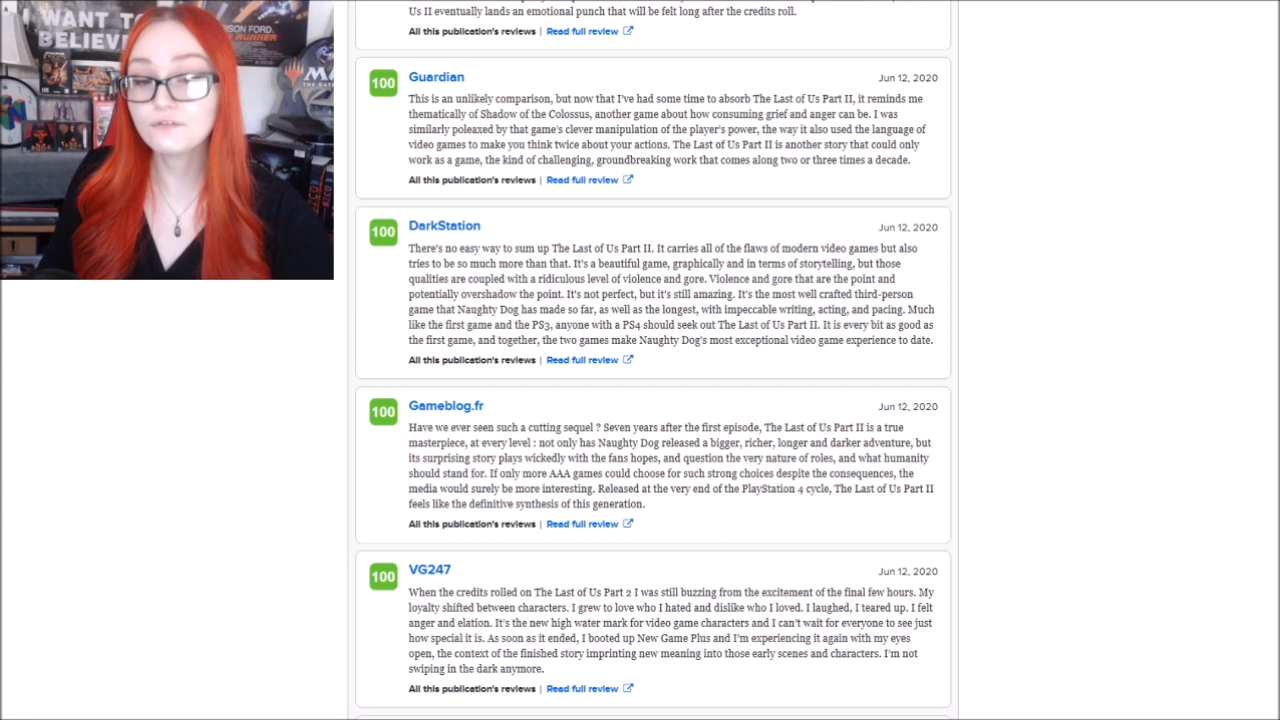 I WANT TO
BELIEVE
SON FORD
RUNNER
MA
Us II eventually lands an emotional punch that will be felt long after the credits roll.
All this publication's reviews | Read full review
100
Guardian
Jun 12, 2020
This is an unlikely comparison, but now that I've had some time to absorb The Last of Us Part II, it reminds me
thematically of Shadow of the Colossus, another game about how consuming grief and anger can be. I was
similarly poleaxed by that game's clever manipulation of the player's power, the way it also used the language of
video games to make you think twice about your actions. The Last of Us Part II is another story that could only
work as a game, the kind of challenging, groundbreaking work that comes along two or three times a decade.
All this publication's reviews | Read full review
100
DarkStation
Jun 12, 2020
There's no easy way to sum up The Last of Us Part II. It carries all of the flaws of modern video games but also
tries to be so much more than that. It's a beautiful game, graphically and in terms of storytelling, but those
qualities are coupled with a ridiculous level of violence and gore. Violence and gore that are the point and
potentially overshadow the point. It's not perfect, but it's still amazing. It's the most well crafted third-person
game that Naughty Dog has made so far, as well as the longest, with impeccable writing, acting, and pacing. Much
like the first game and the PS3, anyone with a PS4 should seek out The Last of Us Part II. It is every bit as good as
the first game, and together, the two games make Naughty Dog's most exceptional video game experience to date.
All this publication's reviews | Read full review
100
Gameblog.fr
Jun 12, 2020
Have we ever seen such a cutting sequel ? Seven years after the first episode, The Last of Us Part II is a true
masterpiece, at every level : not only has Naughty Dog released a bigger, richer, longer and darker adventure, but
its surprising story plays wickedly with the fans hopes, and question the very nature of roles, and what humanity
should stand for. If only more AAA games could choose for such strong choices despite the consequences, the
media would surely be more interesting. Released at the very end of the PlayStation 4 cycle, The Last of Us Part II
feels like the definitive synthesis of this generation.
All this publication's reviews | Read full review
100
VG247
Jun 12, 2020
When the credits rolled on The Last of Us Part 2 I was still buzzing from the excitement of the final few hours. My
loyalty shifted between characters. I grew to love who I hated and dislike who I loved. I laughed, I teared up. I felt
anger and elation. It's the new high water mark for video game characters and I can't wait for everyone to see just
how special it is. As soon as it ended, I booted up New Game Plus and I'm experiencing it again with my eyes
open, the context of the finished story imprinting new meaning into those early scenes and characters. I'm not
swiping in the dark anymore.
All this publication's reviews | Read full review